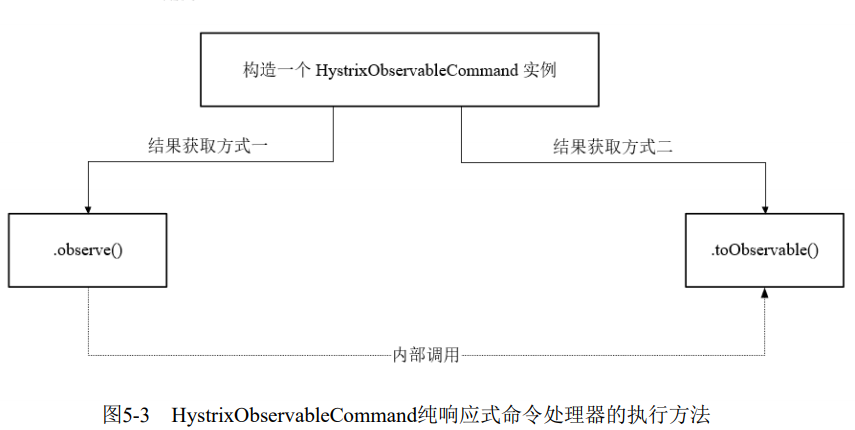 构造一个 HystrixObservableCommand 实例
结果获取方式一
结果获取方式二
.observe()
.toObservable()
内部调用
图5-3 HystrixObservableCommand纯响应式命令处理器的执行方法